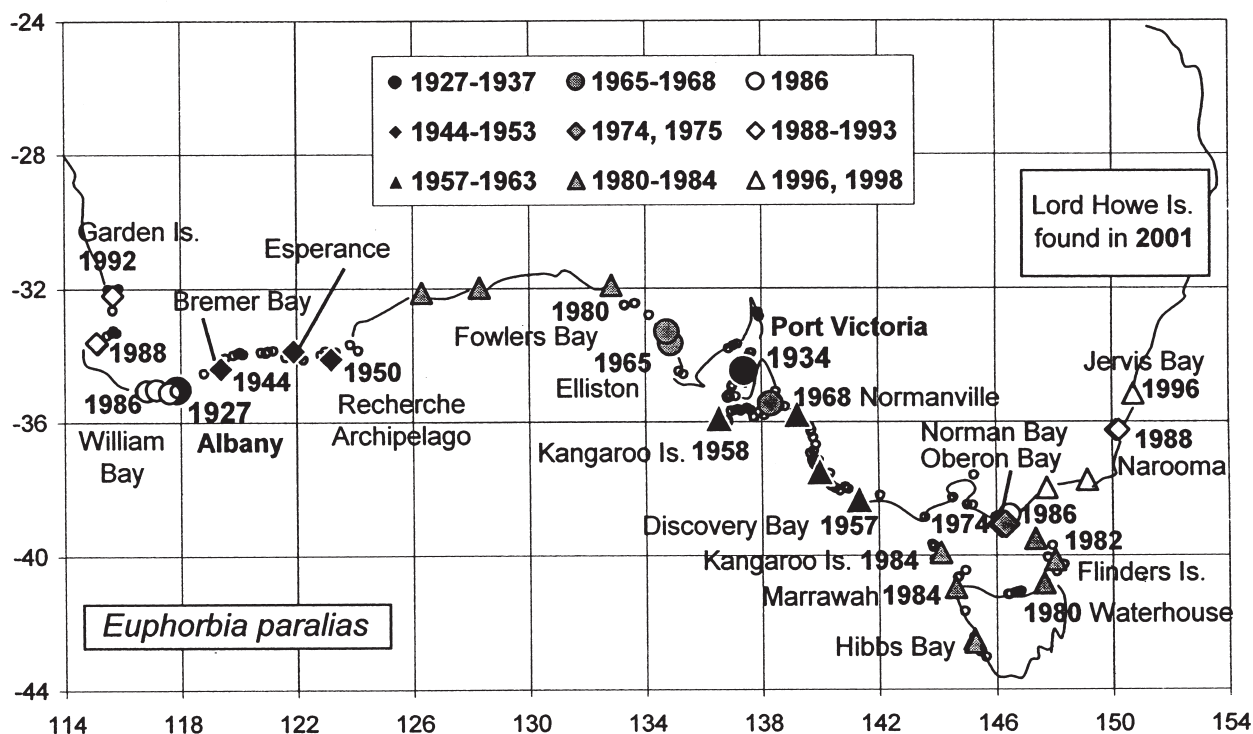 -24
-28
-32
-36
-40
-44
114
118
122
126
130
134
138
142
146
150
154
1927-1937
1965-1968
1986
1944-1953
1974, 1975
1988-1993
1957-1963
1980-1984
1996, 1998
Lord Howe Is.
found in 2001
Garden Is.
1992
Esperance
Bremer Bay
1988
1944
1950
1986
1927
William
Bay
Albany
Recherche
Archipelago
1980
Fowlers Bay
1965
Elliston
Port Victoria
1934
1968 Normanville
Kangaroo Is. 1958
Jervis Bay
1996
Norman Bay
Oberon Bay
1988
Narooma
Discovery Bay 1957
1974
1986
1982
Kangaroo Is. 1984
Flinders Is.
Marrawah 1984
1980 Waterhouse
Hibbs Bay
Euphorbia paralias